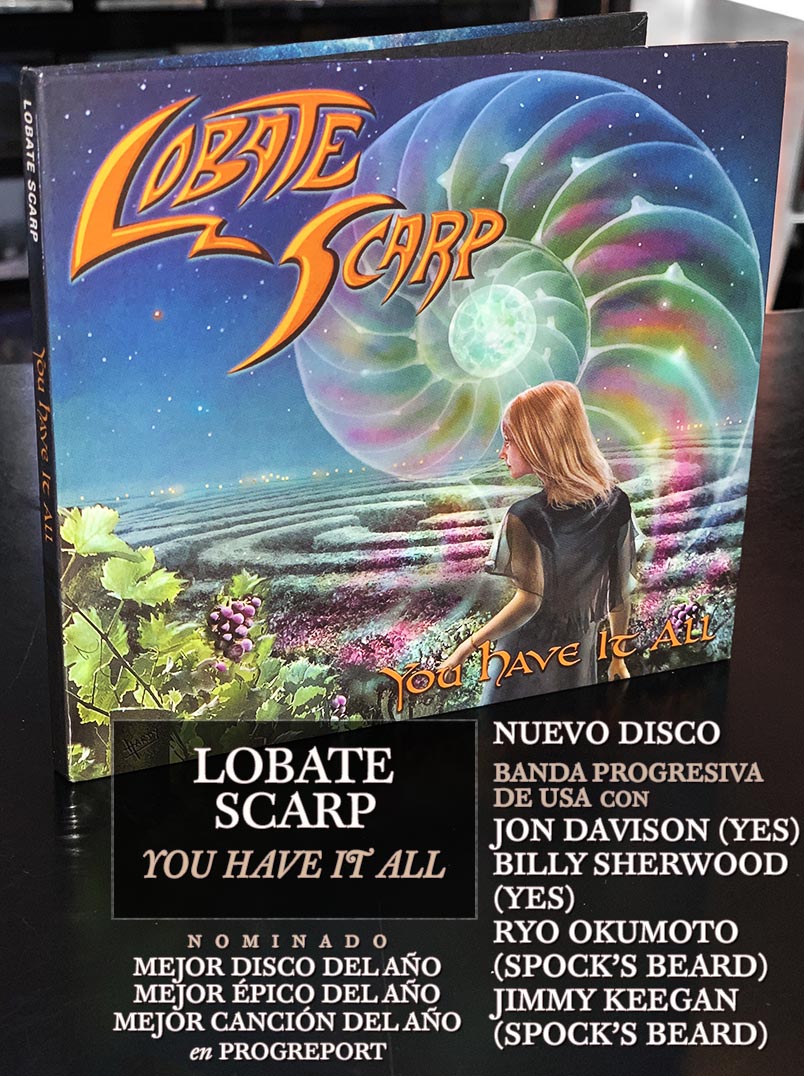 LOBATE SCARP
You Have It All
LOBATE
SCARP
You Have It All
LOBATE
SCARP
YOU HAVE IT ALL
NOMINADO
MEJOR DISCO DEL AÑO
MEJOR ÉPICO DEL AÑO
MEJOR CANCIÓN DEL AÑO
en PROGREPORT
NUEVO DISCO
BANDA PROGRESIVA
DE USA CON
JON DAVISON (YES)
BILLY SHERWOOD
(YES)
RYO OKUMOTO
(SPOCK'S BEARD)
JIMMY KEEGAN
(SPOCK'S BEARD)